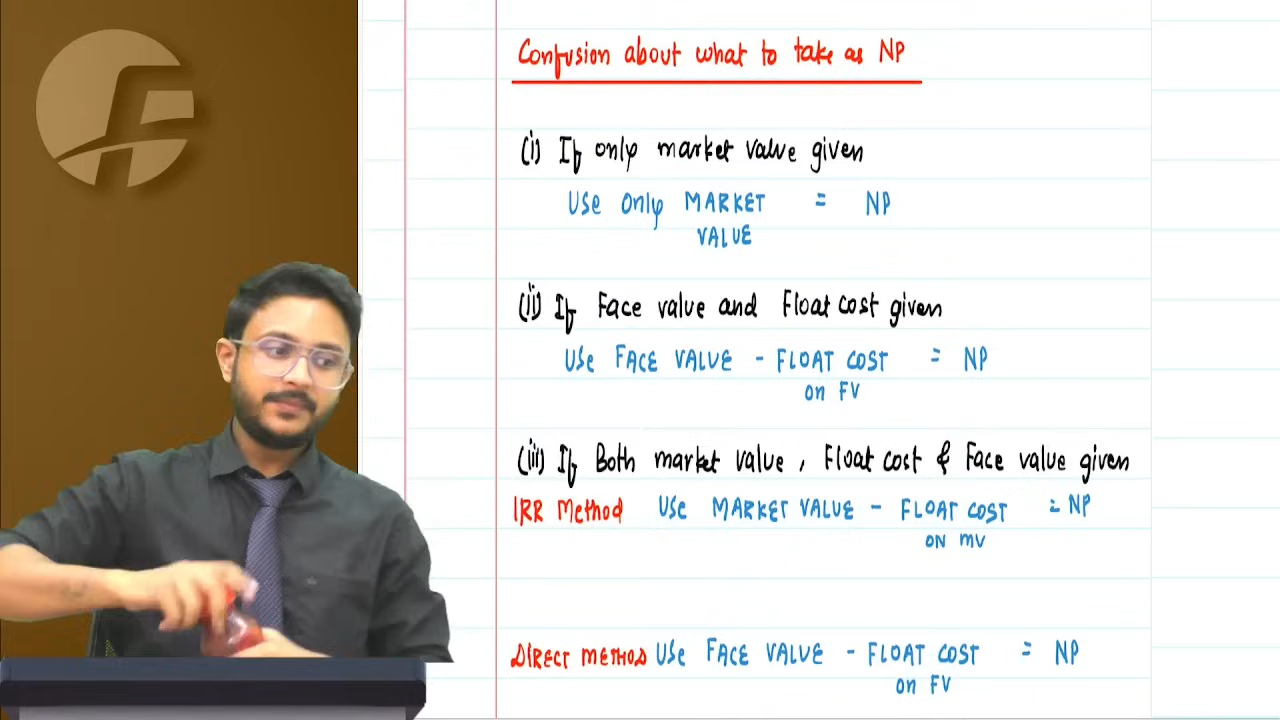 Confusion about what to take as NP
(i) If only market value given
Use Only MARKET = NP
VALUE
(ii) If Face value and Float cost given
Use FACE VALUE - FLOAT COST = NP
on FV
(iii) If Both market value, Float cost & Face value given
IRR Method Use MARKET VALUE - FLOAT COST = NP
ON MV
DIRECT METHOD Use FACE VALUE - FLOAT COST = NP
on FV